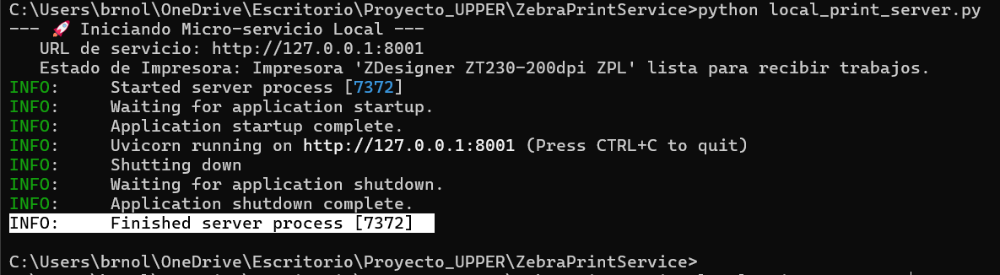 C:\Users\brnol\OneDrive\Escritorio\Proyecto_UPPER\ZebraPrintService>python local_print_server.py
--- 🚀 Iniciando Micro-servicio Local ---
   URL de servicio: http://127.0.0.1:8001
   Estado de Impresora: Impresora 'ZDesigner ZT230-200dpi ZPL' lista para recibir trabajos.
INFO:     Started server process [7372]
INFO:     Waiting for application startup.
INFO:     Application startup complete.
INFO:     Uvicorn running on http://127.0.0.1:8001 (Press CTRL+C to quit)
INFO:     Shutting down
INFO:     Waiting for application shutdown.
INFO:     Application shutdown complete.
INFO:     Finished server process [7372]
C:\Users\brnol\OneDrive\Escritorio\Proyecto_UPPER\ZebraPrintService>